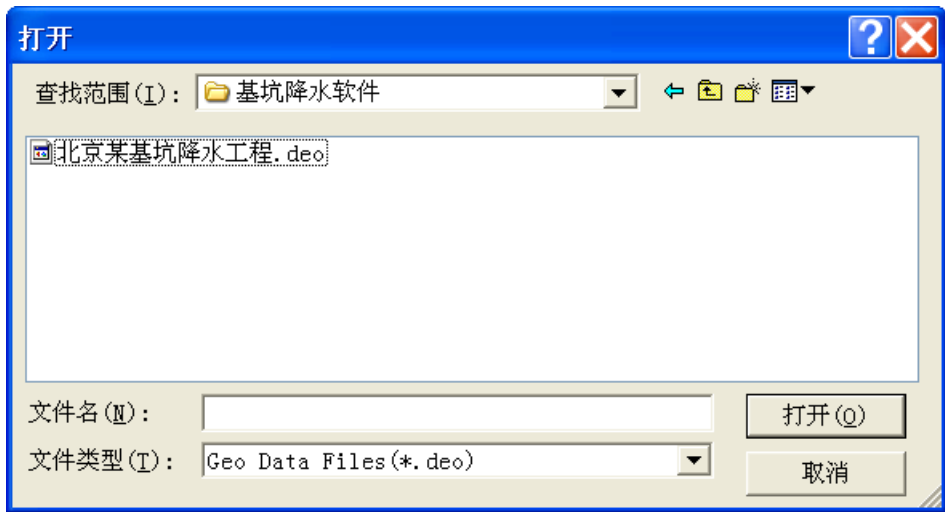 打开
查找范围(I): 基坑降水软件
北京某基坑降水工程.deo
文件名(N):
打开(O)
文件类型(T): Geo Data Files(*.deo)
取消